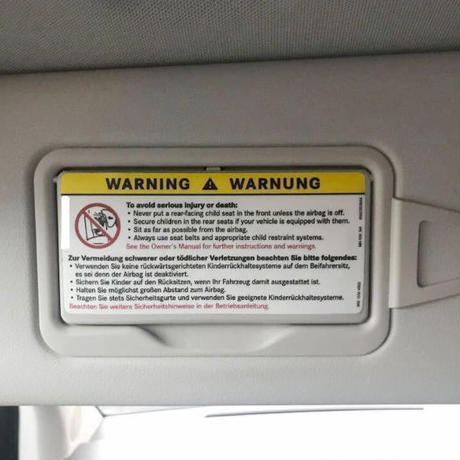 WARNING ⚠ WARNUNG
To avoid serious injury or death:
• Never put a rear-facing child seat in the front unless the airbag is off.
• Secure children in the rear seats if your vehicle is equipped with them.
• Sit as far as possible from the airbag.
• Always use seat belts and appropriate child restraint systems.
See the Owner's Manual for further instructions and warnings.
Zur Vermeidung schwerer oder tödlicher Verletzungen beachten Sie bitte folgendes:
• Verwenden Sie keine rückwärtsgerichteten Kinderrückhaltesysteme auf dem Beifahrersitz,
es sei denn der Airbag ist deaktiviert.
• Sichern Sie Kinder auf den Rücksitzen, wenn Ihr Fahrzeug damit ausgestattet ist.
• Halten Sie möglichst großen Abstand zum Airbag.
• Tragen Sie stets Sicherheitsgurte und verwenden Sie geeignete Kinderrückhaltesysteme.
Beachten Sie weitere Sicherheitshinweise in der Betriebsanleitung.